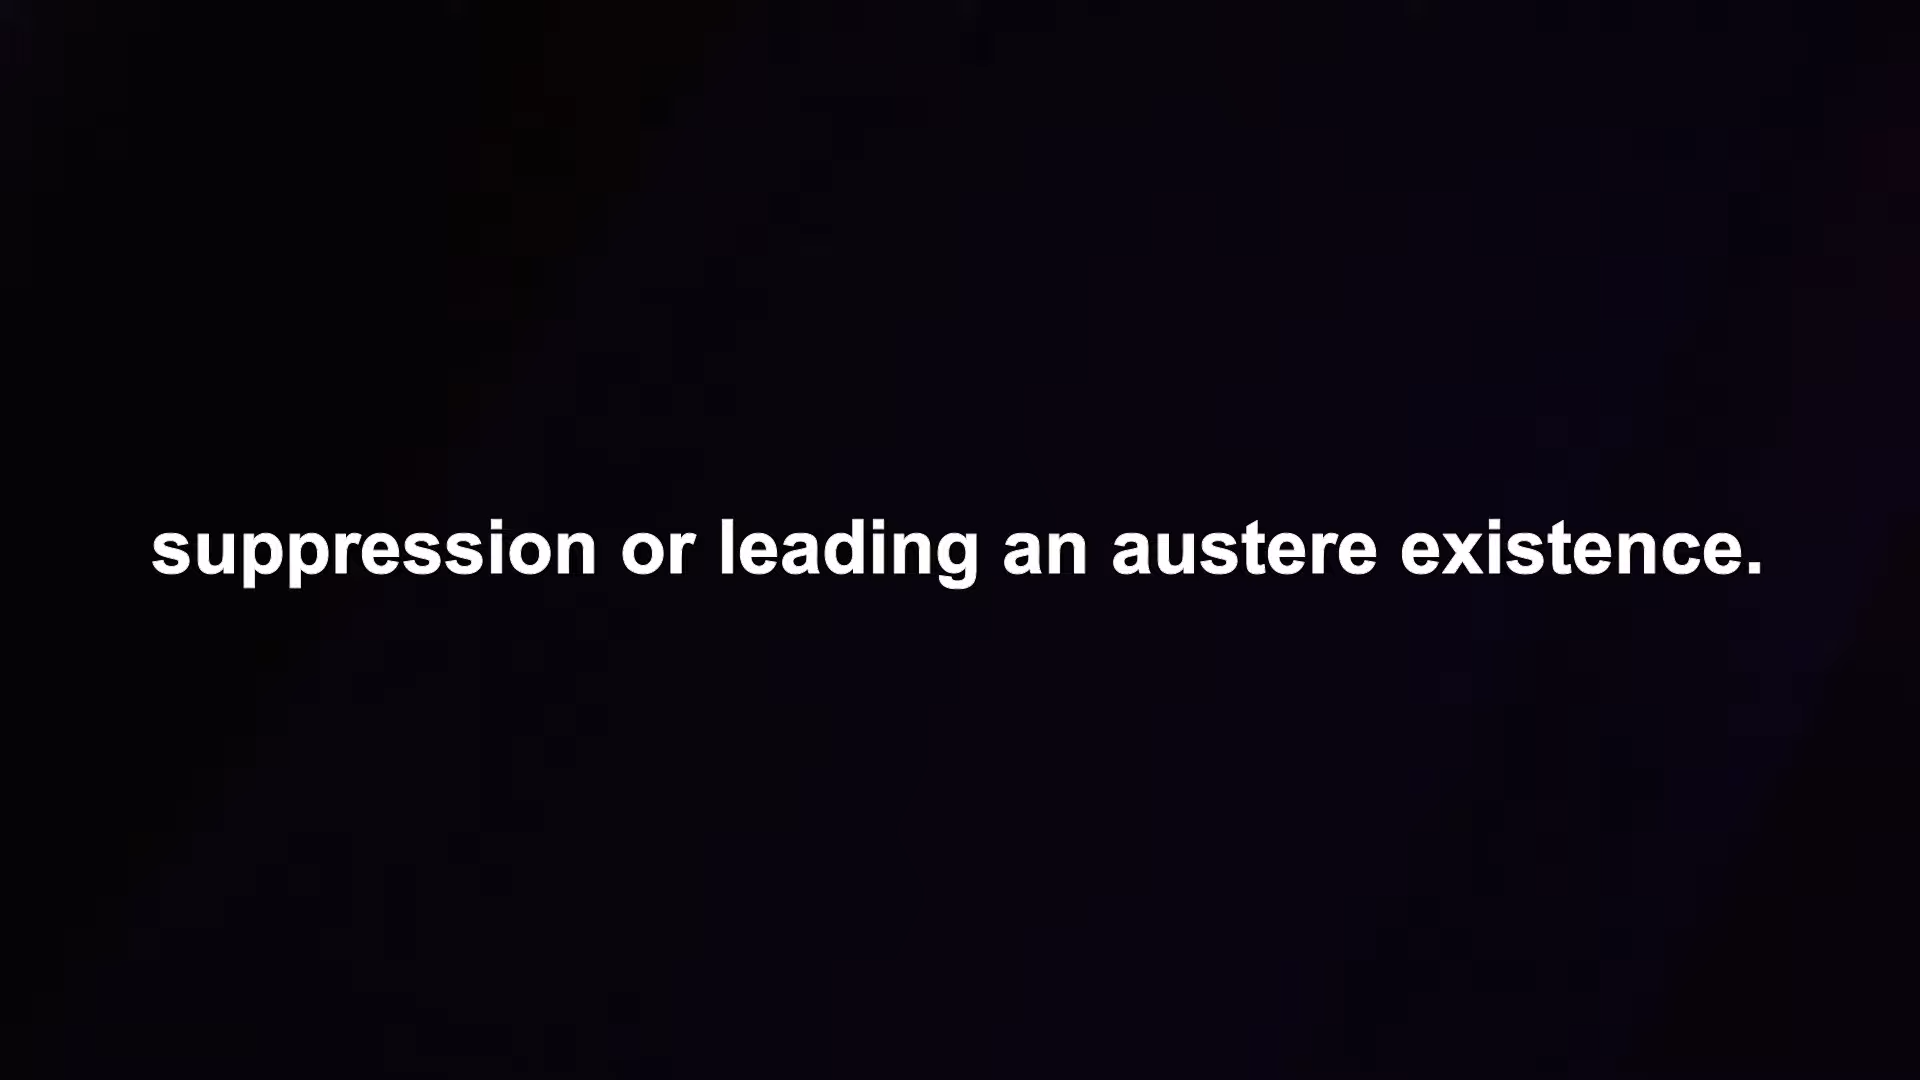 suppression or leading an austere existence.